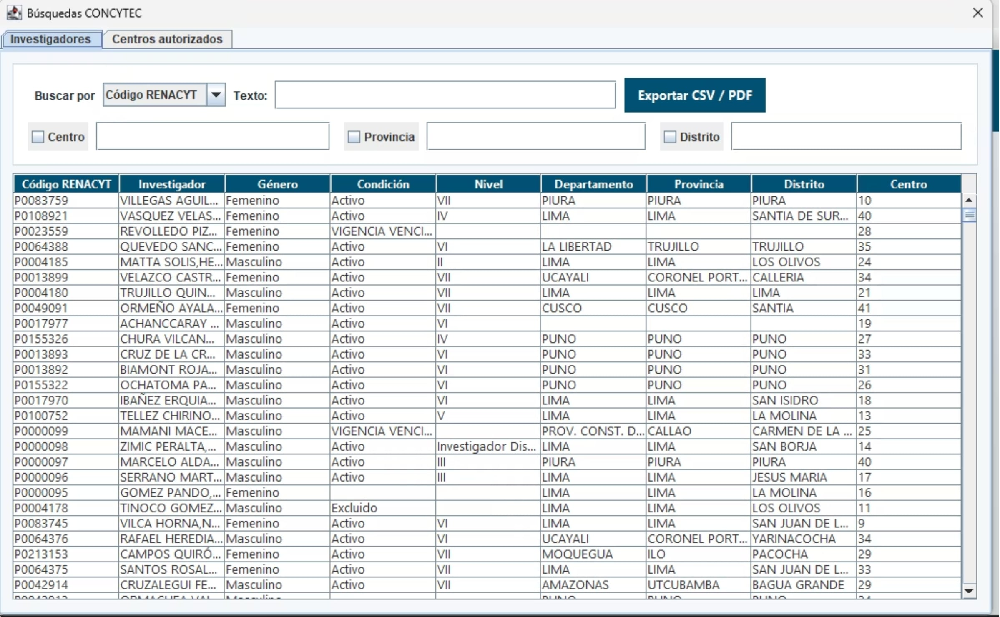 Búsquedas CONCYTEC
Investigadores Centros autorizados
Buscar por Código RENACYT Texto: Exportar CSV / PDF
Centro Provincia Distrito
Código RENACYT Investigador Género Condición Nivel Departamento Provincia Distrito Centro
P0083759 VILLEGAS AGUIL... Femenino Activo VII PIURA PIURA PIURA 10
P0108921 VASQUEZ VELAS... Femenino Activo IV LIMA LIMA SANTIA DE SUR... 40
P0023559 REVOLLEDO PIZ... Femenino VIGENCIA VENCI... 28
P0064388 QUEVEDO SANC... Femenino Activo VI LA LIBERTAD TRUJILLO TRUJILLO 35
P0004185 MATTA SOLIS,HE... Masculino Activo II LIMA LIMA LOS OLIVOS 24
P0013899 VELAZCO CASTR... Femenino Activo VII UCAYALI CORONEL PORT... CALLERIA 34
P0004180 TRUJILLO QUIN... Masculino Activo VII LIMA LIMA LIMA 21
P0049091 ORMEÑO AYALA... Femenino Activo VII CUSCO CUSCO SANTIA 41
P0017977 ACHANCCARAY ... Masculino Activo VI 19
P0155326 CHURA VILCAN... Masculino Activo IV PUNO PUNO PUNO 27
P0013893 CRUZ DE LA CR... Masculino Activo VI PUNO PUNO PUNO 33
P0013892 BIAMONT ROJA... Masculino Activo VI PUNO PUNO PUNO 31
P0155322 OCHATOMA PA... Masculino Activo VI PUNO PUNO PUNO 26
P0017970 IBAÑEZ ERQUIA... Masculino Activo VI LIMA LIMA SAN ISIDRO 18
P0100752 TELLEZ CHIRINO... Masculino Activo V LIMA LIMA LA MOLINA 13
P0000099 MAMANI MACE... Masculino VIGENCIA VENCI... PROV. CONST. D... CALLAO CARMEN DE LA ... 25
P0000098 ZIMIC PERALTA,... Masculino Activo Investigador Dis... LIMA LIMA SAN BORJA 14
P0000097 MARCELO ALDA... Masculino Activo III PIURA PIURA PIURA 40
P0000096 SERRANO MART... Masculino Activo III LIMA LIMA JESUS MARIA 17
P0000095 GOMEZ PANDO,... Femenino LIMA LIMA LA MOLINA 16
P0004178 TINOCO GOMEZ... Masculino Excluido LIMA LIMA LOS OLIVOS 11
P0083745 VILCA HORNA,N... Femenino Activo VI LIMA LIMA SAN JUAN DE L... 9
P0064376 RAFAEL HEREDIA... Masculino Activo VI UCAYALI CORONEL PORT... YARINACOCHA 34
P0213153 CAMPOS QUIRÓ... Femenino Activo VII MOQUEGUA ILO PACOCHA 29
P0064375 SANTOS ROSAL... Femenino Activo VII LIMA LIMA SAN JUAN DE L... 33
P0042914 CRUZALEGUI FE... Masculino Activo VII AMAZONAS UTCUBAMBA BAGUA GRANDE 29
Masculino PUNO PUNO PUNO